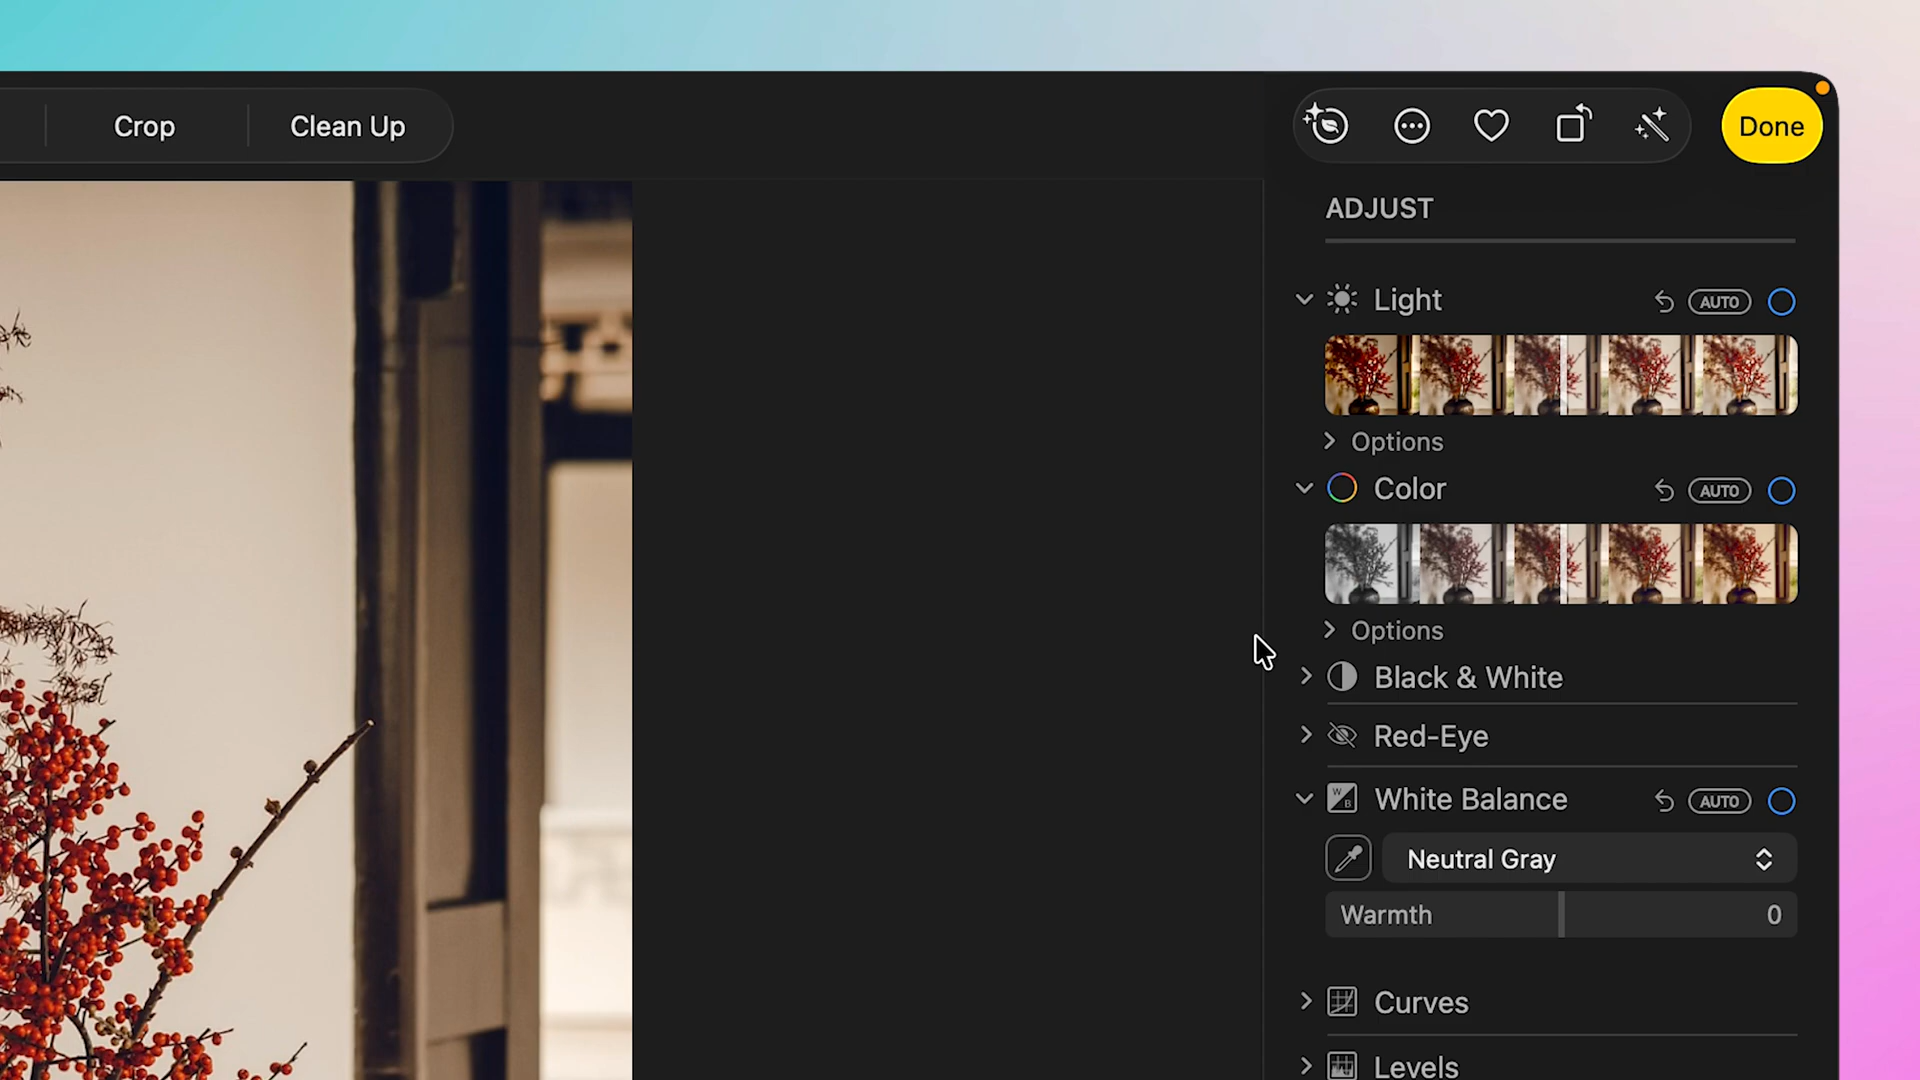 Crop
Clean Up
Done
ADJUST
Light
AUTO
Options
Color
AUTO
Options
Black & White
Red-Eye
W
B
White Balance
AUTO
Neutral Gray
Warmth
0
Curves
Levels